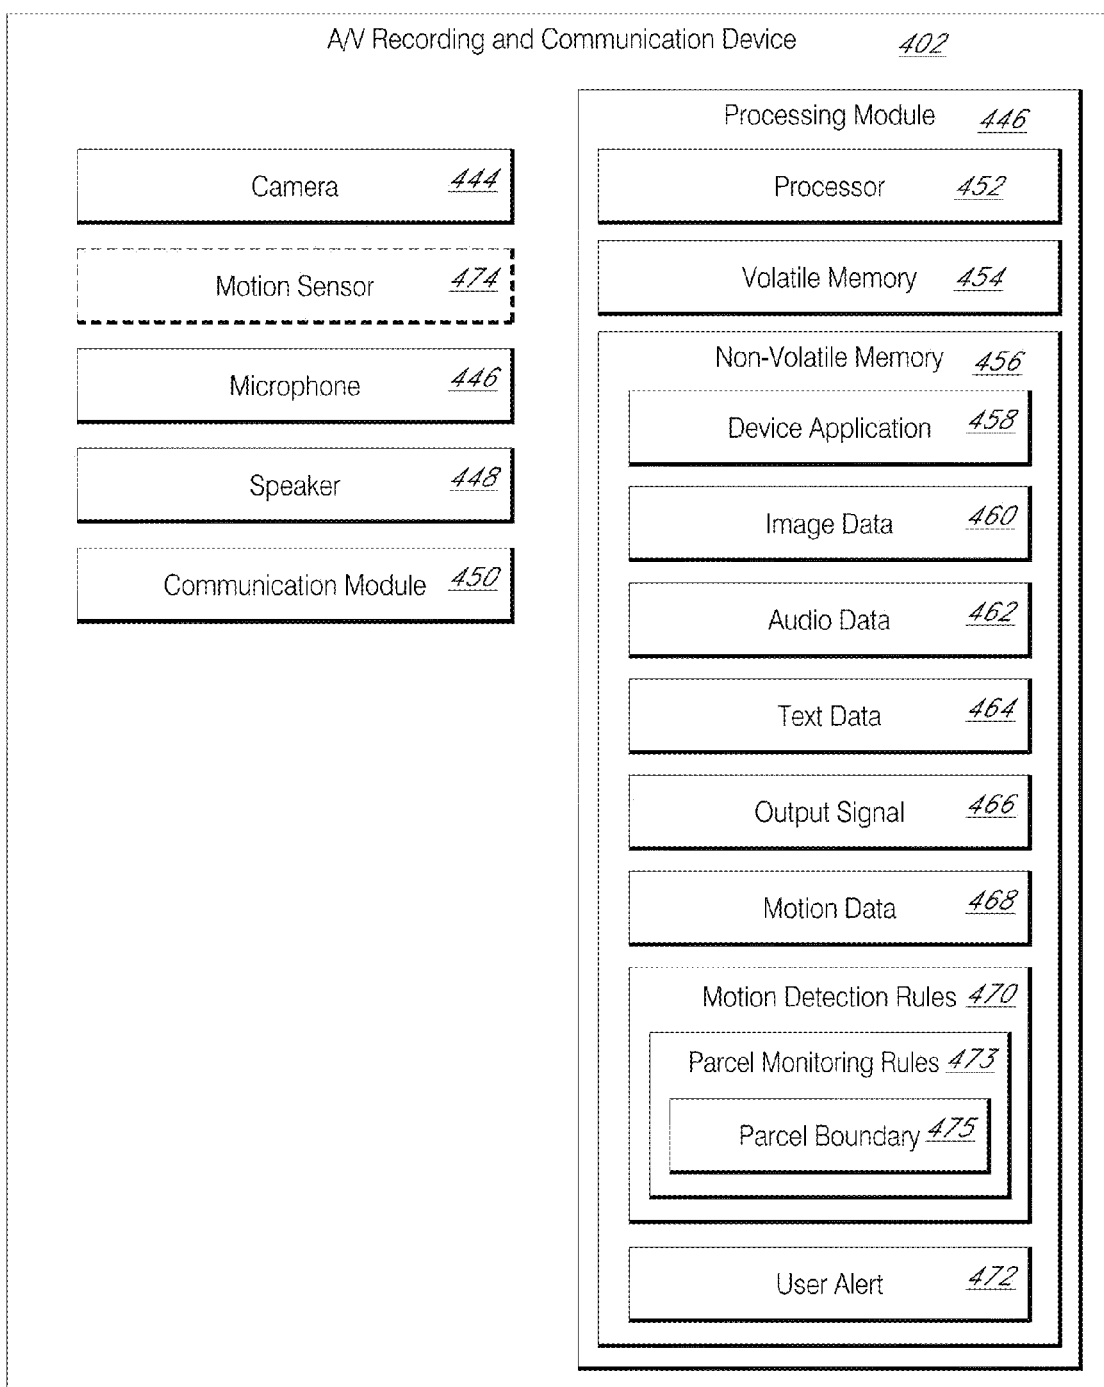 A/V Recording and Communication Device 402
Camera 444
Motion Sensor 474
Microphone 446
Speaker 448
Communication Module 450
Processing Module 446
Processor 452
Volatile Memory 454
Non-Volatile Memory 456
Device Application 458
Image Data 460
Audio Data 462
Text Data 464
Output Signal 466
Motion Data 468
Motion Detection Rules 470
Parcel Monitoring Rules 473
Parcel Boundary 475
User Alert 472